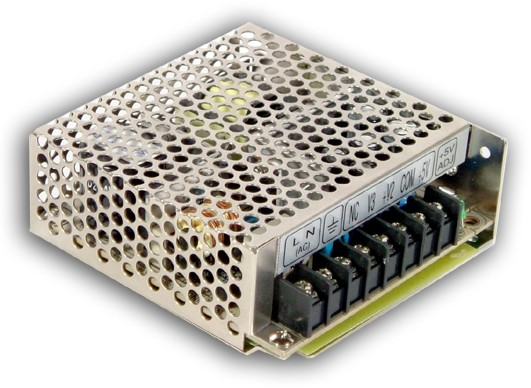 L N
(AC)
NC V3 -V2 COM +5V
+5V
ADJ